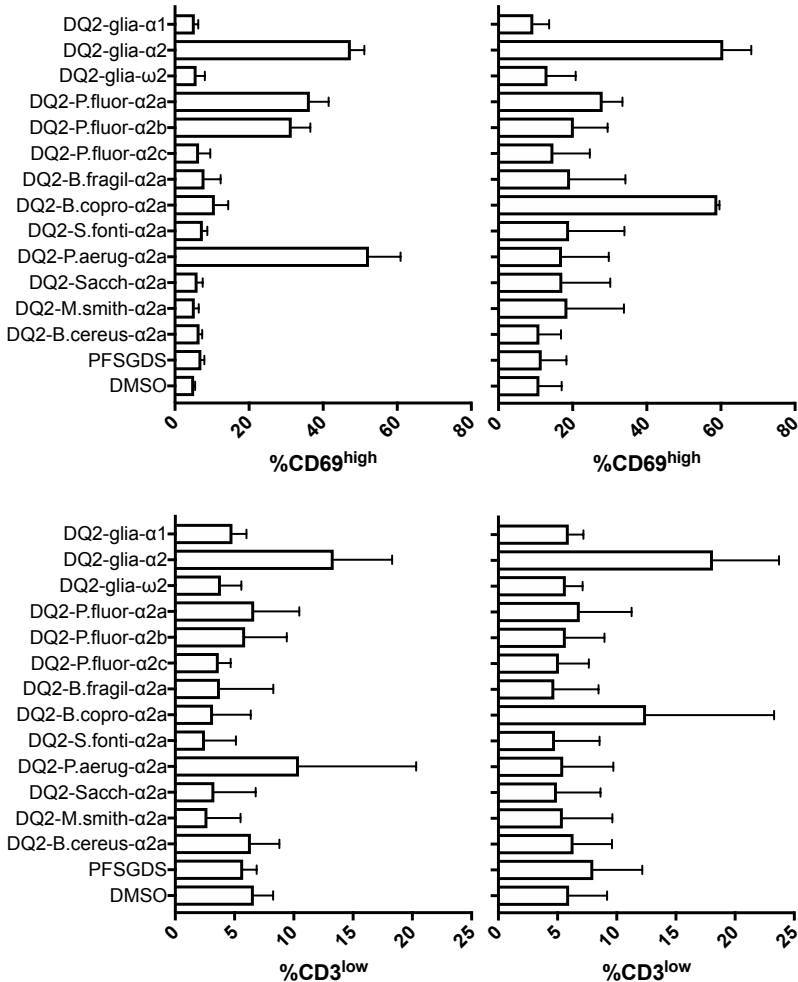 DQ2-glia-α1
DQ2-glia-α2
DQ2-glia-ω2
DQ2-P.fluor-α2a
DQ2-P.fluor-α2b
DQ2-P.fluor-α2c
DQ2-B.fragil-α2a
DQ2-B.copro-α2a
DQ2-S.fonti-α2a
DQ2-P.aerug-α2a
DQ2-Sacch-α2a
DQ2-M.smith-α2a
DQ2-B.cereus-α2a
PFSGDS
DMSO
0 20 40 60 80
%CD69high
0 20 40 60 80
%CD69high
DQ2-glia-α1
DQ2-glia-α2
DQ2-glia-ω2
DQ2-P.fluor-α2a
DQ2-P.fluor-α2b
DQ2-P.fluor-α2c
DQ2-B.fragil-α2a
DQ2-B.copro-α2a
DQ2-S.fonti-α2a
DQ2-P.aerug-α2a
DQ2-Sacch-α2a
DQ2-M.smith-α2a
DQ2-B.cereus-α2a
PFSGDS
DMSO
0 5 10 15 20 25
%CD3low
0 5 10 15 20 25
%CD3low